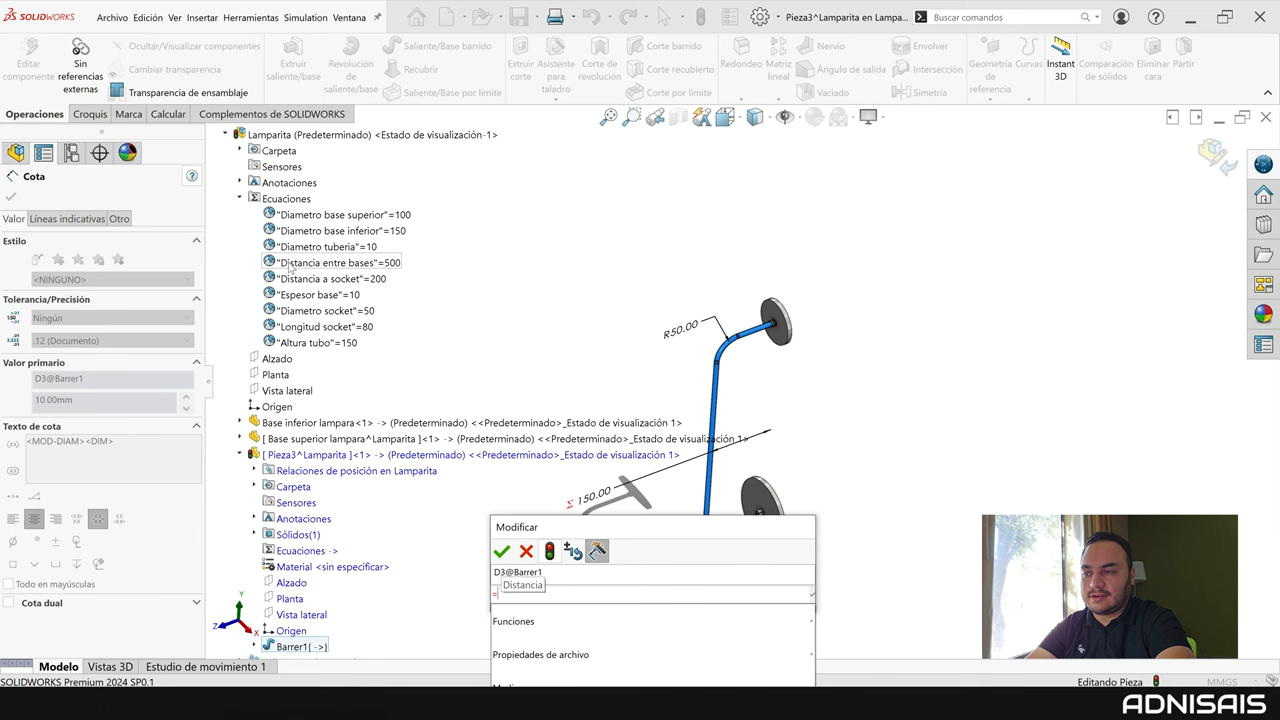 SOLIDWORKS
Archivo Edición Ver Insertar Herramientas Simulation Ventana
Pieza3^Lamparita en Lampa...
Buscar comandos
Editar componente
Sin referencias externas
Ocultar/Visualizar componentes
Cambiar transparencia
Transparencia de ensamblaje
Extruir saliente/base
Revolución de saliente/base
Saliente/Base barrido
Recubrir
Saliente/Base por límite
Extruir corte
Asistente para taladro
Corte de revolución
Corte barrido
Corte recubierto
Corte por límite
Redondeo
Matriz lineal
Nervio
Ángulo de salida
Vaciado
Envolver
Intersección
Simetría
Geometría de referencia
Curvas
Instant 3D
Comparación de sólidos
Eliminar cara
Partir
Operaciones Croquis Marca Calcular Complementos de SOLIDWORKS
Cota
Valor Líneas indicativas Otro
Estilo
<NINGUNO>
Tolerancia/Precisión
Ningún
.12 (Documento)
Valor primario
D3@Barrer1
10.00mm
Texto de cota
<MOD-DIAM><DIM>
Todo en mayúsculas
Cota dual
Lamparita (Predeterminado) <Estado de visualización-1>
Carpeta
Sensores
Anotaciones
Ecuaciones
"Diametro base superior"=100
"Diametro base inferior"=150
"Diametro tuberia"=10
"Distancia entre bases"=500
"Distancia a socket"=200
"Espesor base"=10
"Diametro socket"=50
"Longitud socket"=80
"Altura tubo"=150
Alzado
Planta
Vista lateral
Origen
Base inferior lampara<1> -> (Predeterminado) <<Predeterminado>_Estado de visualización 1>
[ Base superior lampara^Lamparita ]<1> -> (Predeterminado) <<Predeterminado>_Estado de visualización 1>
[ Pieza3^Lamparita ]<1> -> (Predeterminado) <<Predeterminado>_Estado de visualización 1>
Relaciones de posición en Lamparita
Carpeta
Sensores
Anotaciones
Sólidos(1)
Ecuaciones ->
Material <sin especificar>
Alzado
Planta
Vista lateral
Origen
Barrer1{ ->}
R50.00
Σ 150.00
Modificar
D3@Barrer1
Distancia
=
Funciones
Propiedades de archivo
Y
X
Z
Modelo Vistas 3D Estudio de movimiento 1
SOLIDWORKS Premium 2024 SP0.1
Editando Pieza
MMGS
ADNISAIS